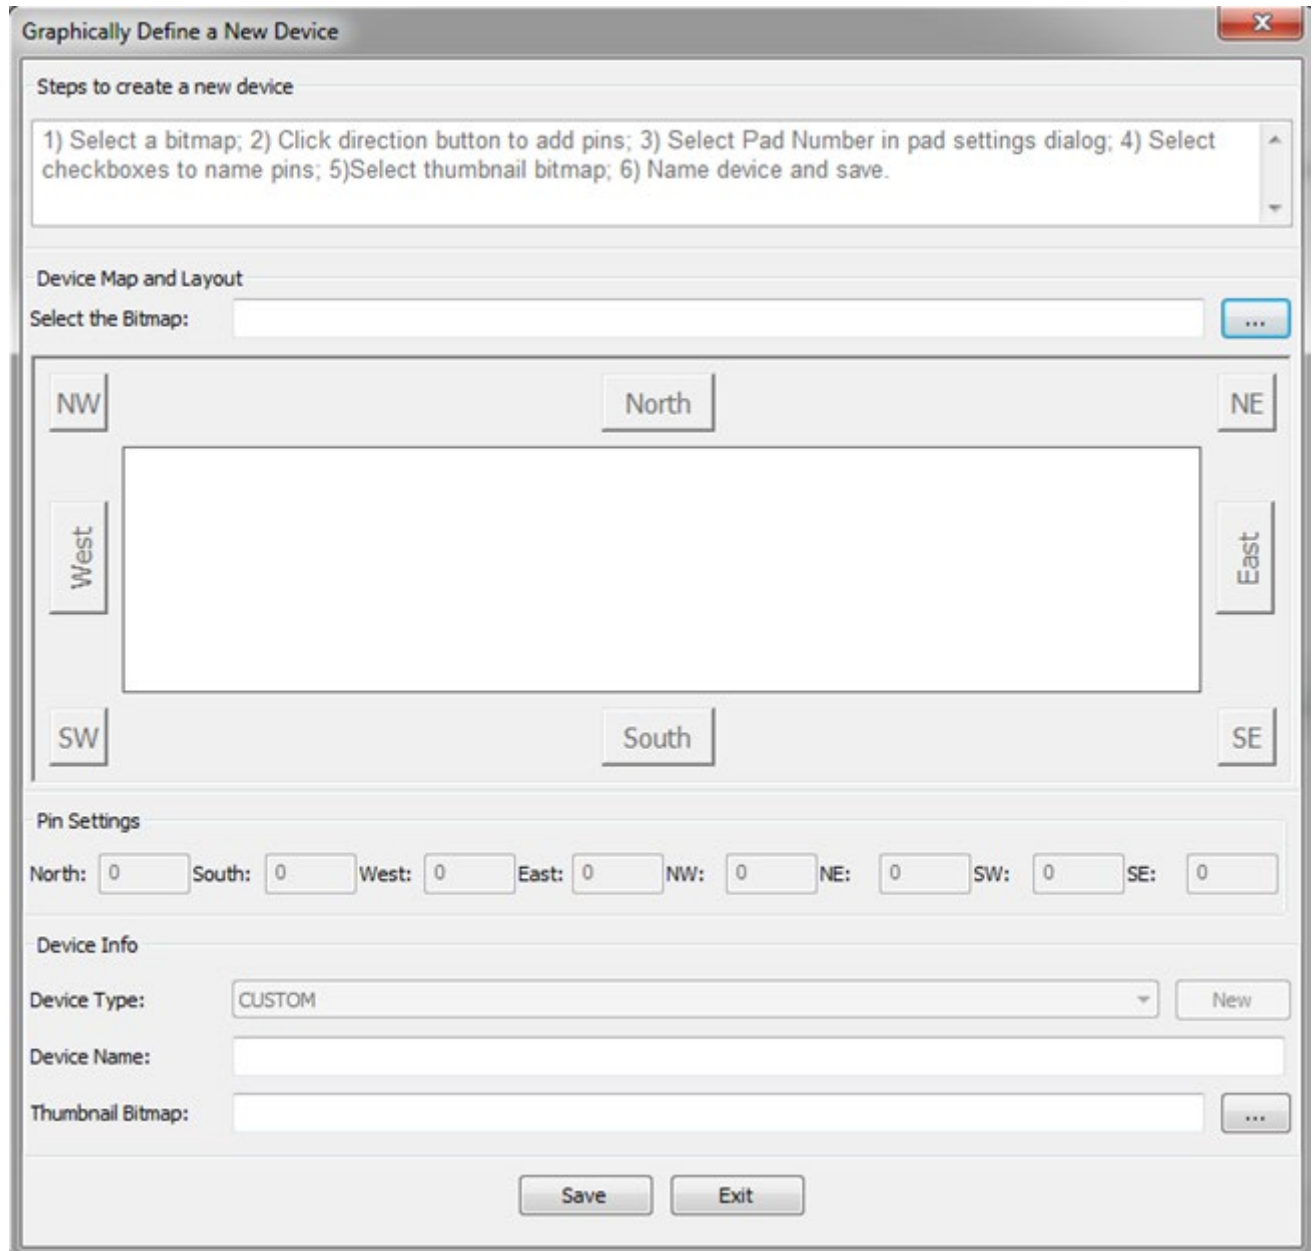 Graphically Define a New Device
Steps to create a new device
1) Select a bitmap; 2) Click direction button to add pins; 3) Select Pad Number in pad settings dialog; 4) Select
checkboxes to name pins; 5)Select thumbnail bitmap; 6) Name device and save.
Device Map and Layout
Select the Bitmap: ...
NW North NE
West East
SW South SE
Pin Settings
North: 0 South: 0 West: 0 East: 0 NW: 0 NE: 0 SW: 0 SE: 0
Device Info
Device Type: CUSTOM New
Device Name:
Thumbnail Bitmap: ...
Save Exit